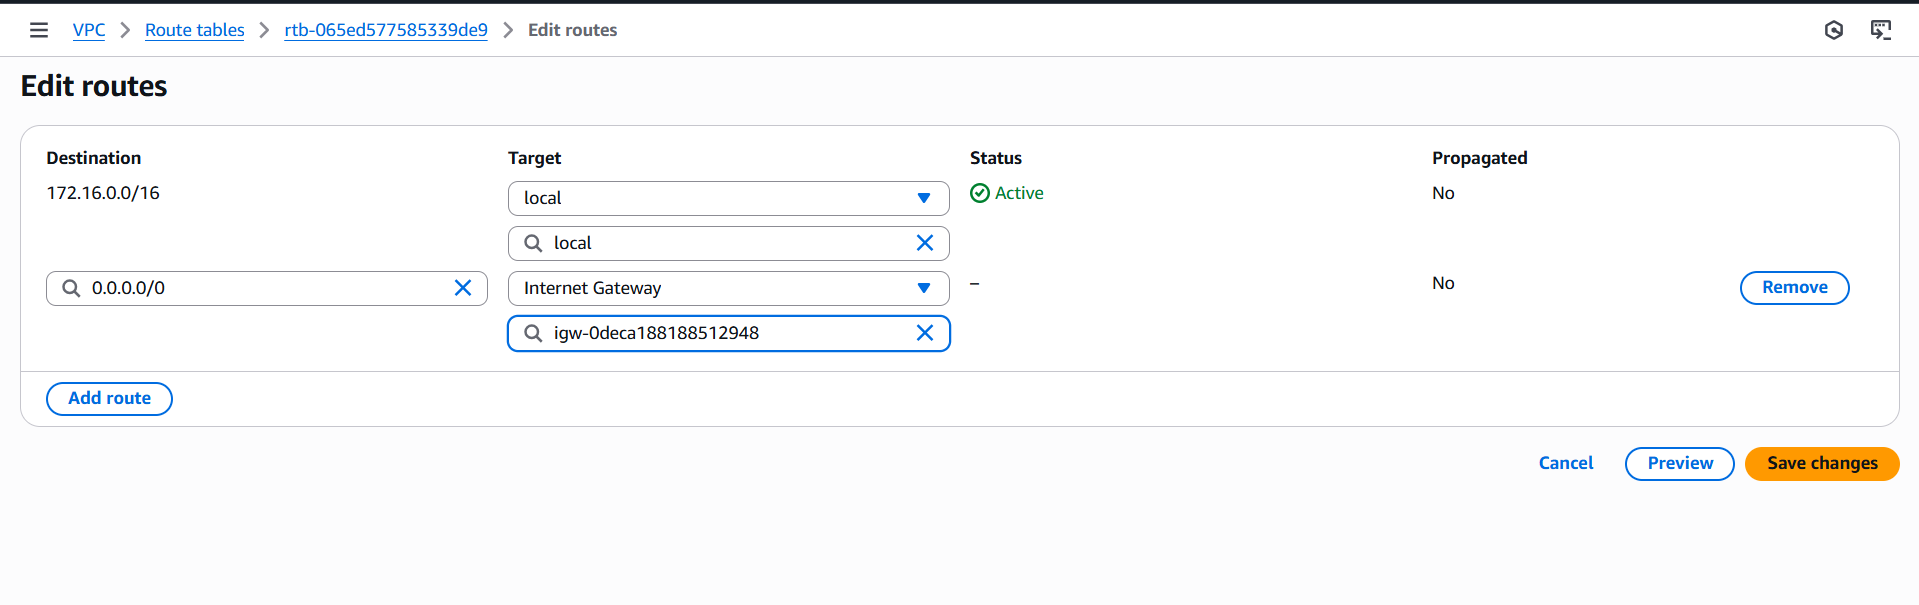 VPC > Route tables > rtb-065ed577585339de9 > Edit routes
Edit routes
Destination Target Status Propagated
172.16.0.0/16 local Active No
local
0.0.0.0/0 Internet Gateway – No Remove
igw-0deca188188512948
Add route
Cancel Preview Save changes